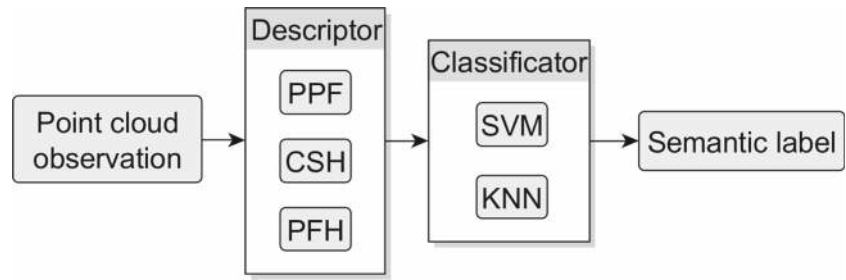 Point cloud
observation
Descriptor
PPF
CSH
PFH
Classificator
SVM
KNN
Semantic label